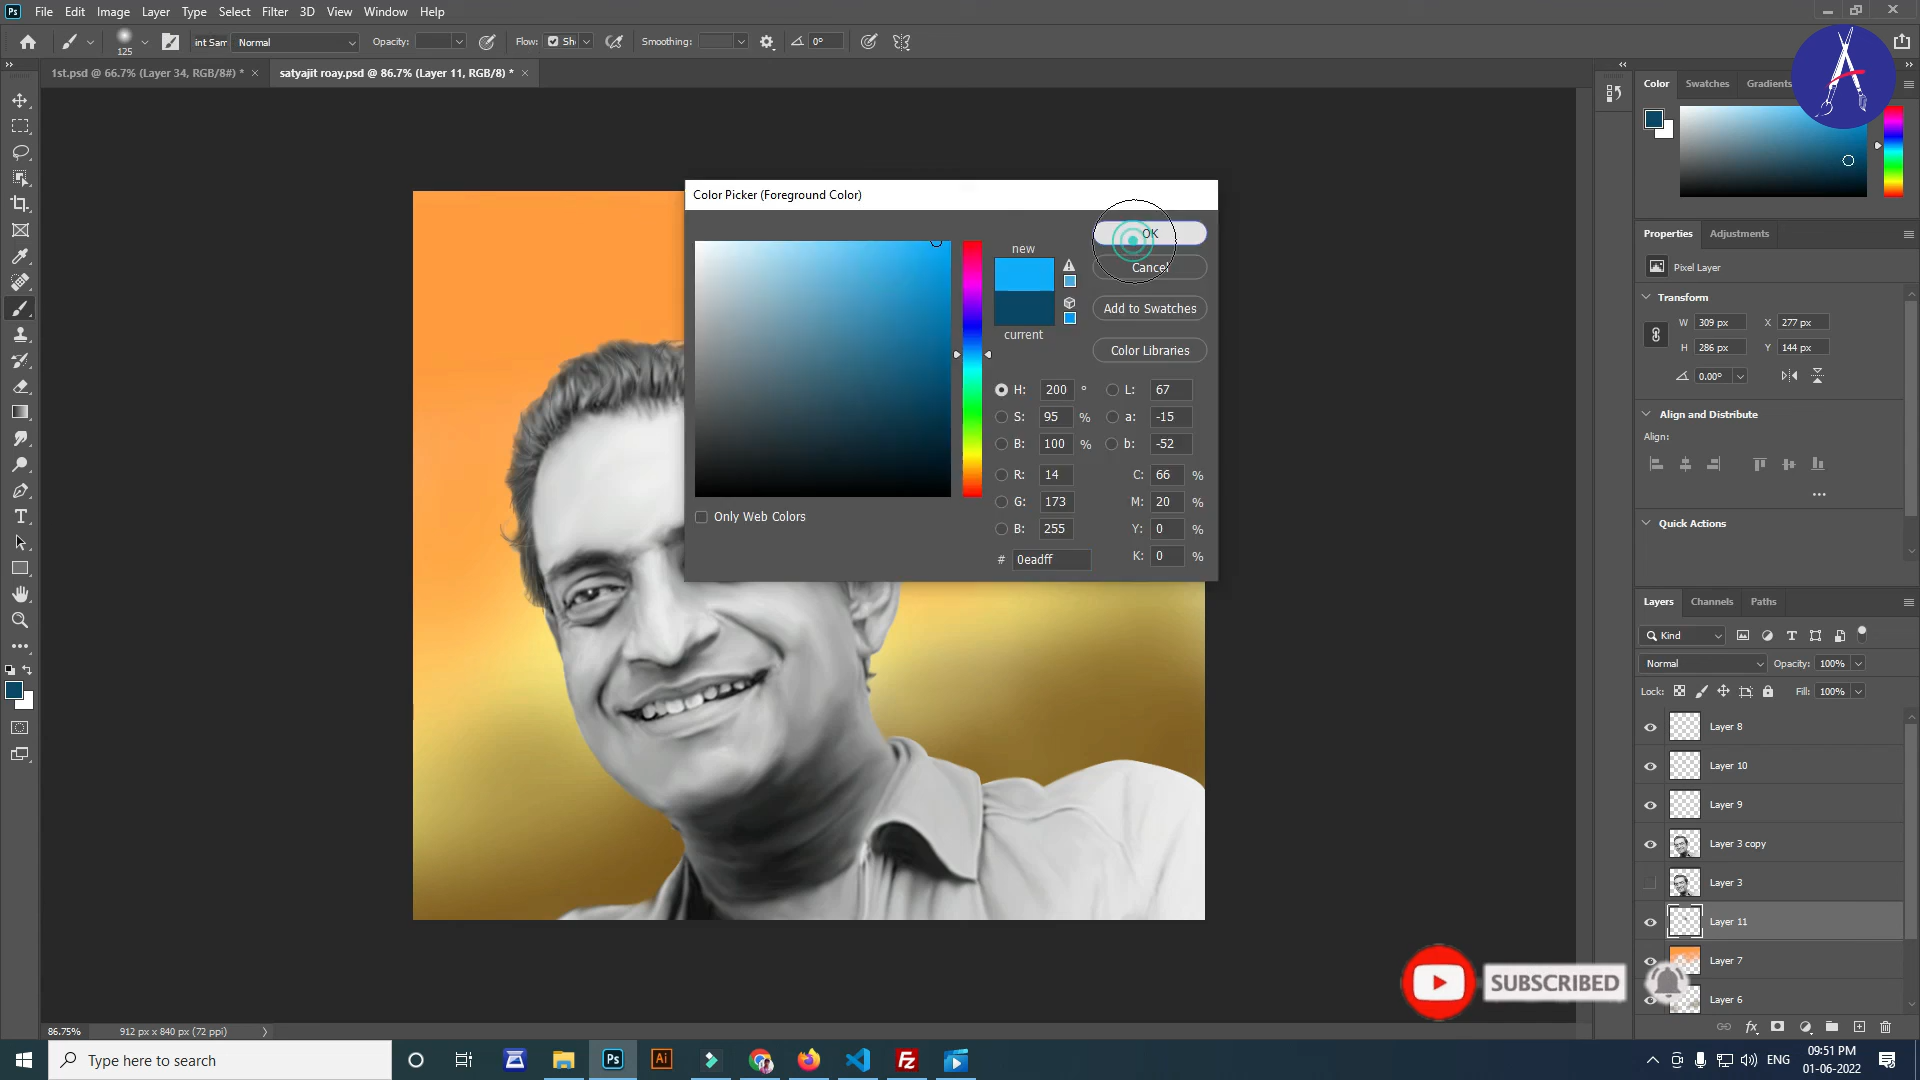 Ps File Edit Image Layer Type Select Filter 3D View Window Help
125 int Sam Normal Opacity: Flow: Sh Smoothing: 0°
1st.psd @ 66.7% (Layer 34, RGB/8#) * × satyajit roay.psd @ 86.7% (Layer 11, RGB/8) * ×
Color Swatches Gradients
Color Picker (Foreground Color)
new
current
OK
Cancel
Add to Swatches
Color Libraries
H: 200 ° L: 67
S: 95 % a: -15
B: 100 % b: -52
R: 14 C: 66 %
G: 173 M: 20 %
B: 255 Y: 0 %
# 0eadff K: 0 %
Only Web Colors
Properties Adjustments
Pixel Layer
Transform
W 309 px X 277 px
H 286 px Y 144 px
0.00°
Align and Distribute
Align:
Quick Actions
Layers Channels Paths
Kind
Normal Opacity: 100%
Lock: Fill: 100%
Layer 8
Layer 10
Layer 9
Layer 3 copy
Layer 3
Layer 11
Layer 7
Layer 6
SUBSCRIBED
86.75% 912 px x 840 px (72 ppi)
Type here to search
Ps Ai Fz
ENG
09:51 PM
01-06-2022